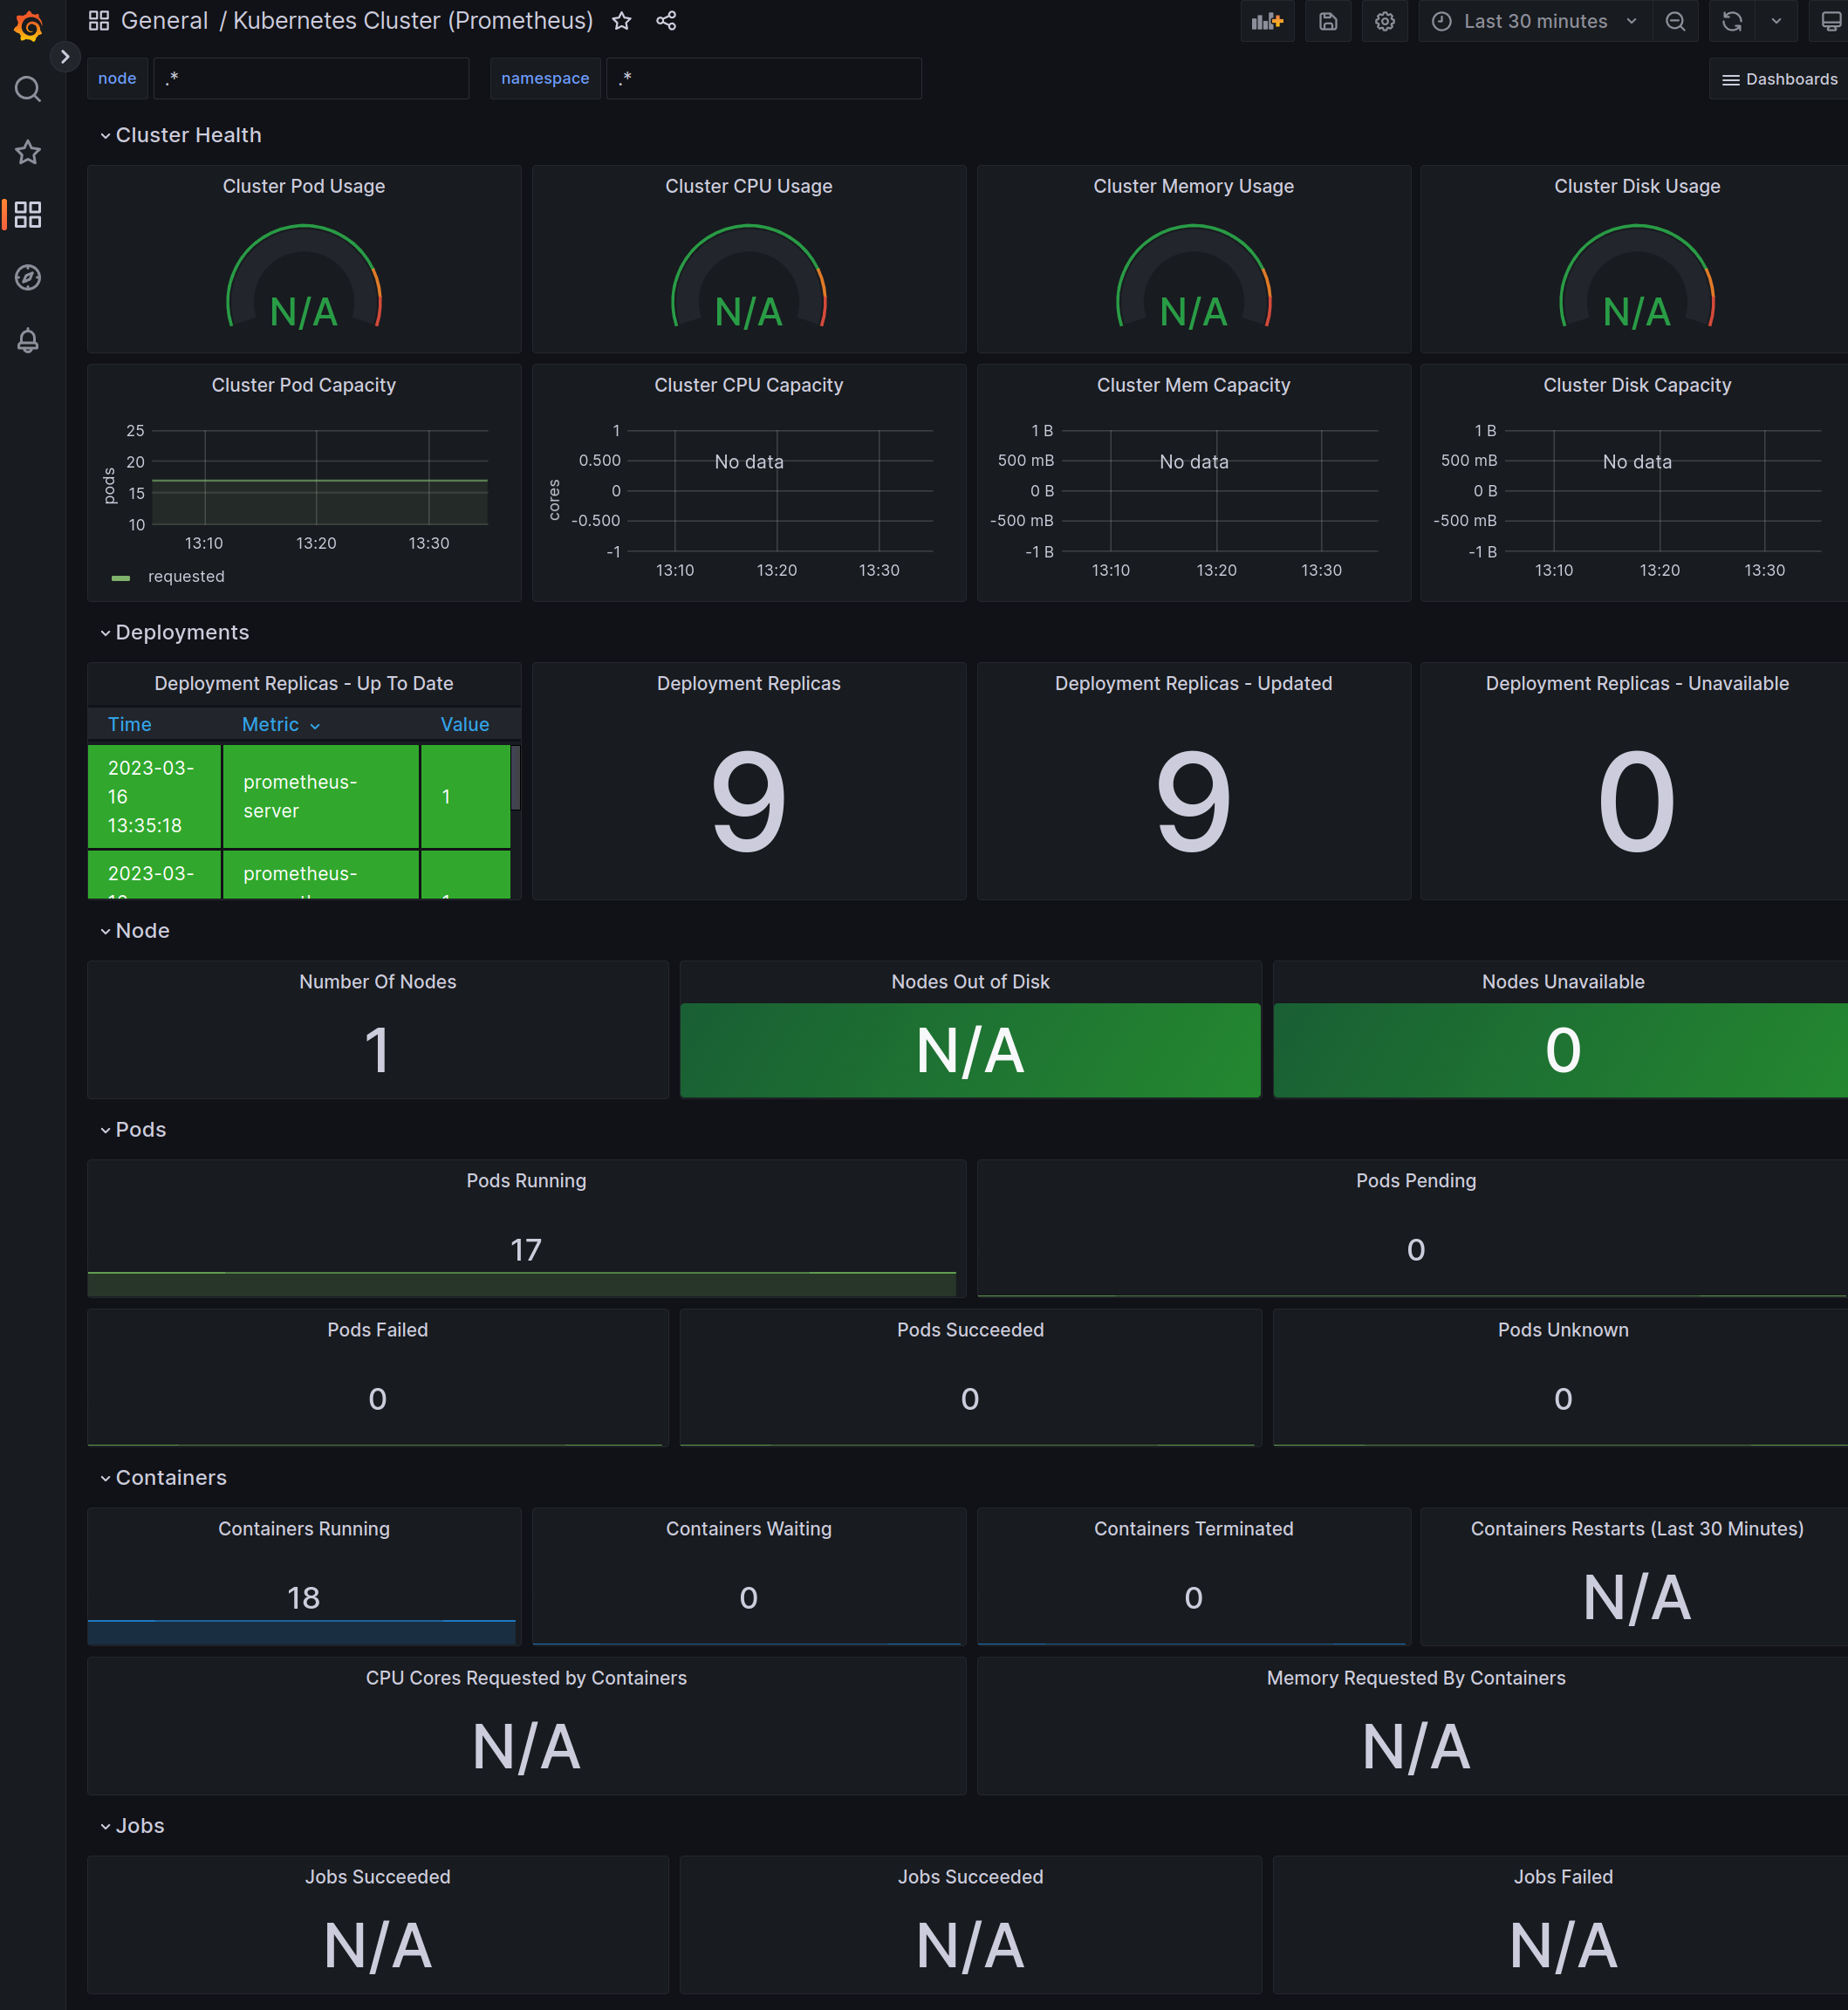 General / Kubernetes Cluster (Prometheus)
Last 30 minutes
node .* namespace .*
Dashboards
Cluster Health
Cluster Pod Usage
N/A
Cluster CPU Usage
N/A
Cluster Memory Usage
N/A
Cluster Disk Usage
N/A
Cluster Pod Capacity
pods
25
20
15
10
13:10 13:20 13:30
requested
Cluster CPU Capacity
cores
1
0.500
0
-0.500
-1
No data
13:10 13:20 13:30
Cluster Mem Capacity
1 B
500 mB
0 B
-500 mB
-1 B
No data
13:10 13:20 13:30
Cluster Disk Capacity
1 B
500 mB
0 B
-500 mB
-1 B
No data
13:10 13:20 13:30
Deployments
Deployment Replicas - Up To Date
Time Metric Value
2023-03-
16
13:35:18
prometheus-
server
1
2023-03-
prometheus-
Deployment Replicas
9
Deployment Replicas - Updated
9
Deployment Replicas - Unavailable
0
Node
Number Of Nodes
1
Nodes Out of Disk
N/A
Nodes Unavailable
0
Pods
Pods Running
17
Pods Pending
0
Pods Failed
0
Pods Succeeded
0
Pods Unknown
0
Containers
Containers Running
18
Containers Waiting
0
Containers Terminated
0
Containers Restarts (Last 30 Minutes)
N/A
CPU Cores Requested by Containers
N/A
Memory Requested By Containers
N/A
Jobs
Jobs Succeeded
N/A
Jobs Succeeded
N/A
Jobs Failed
N/A